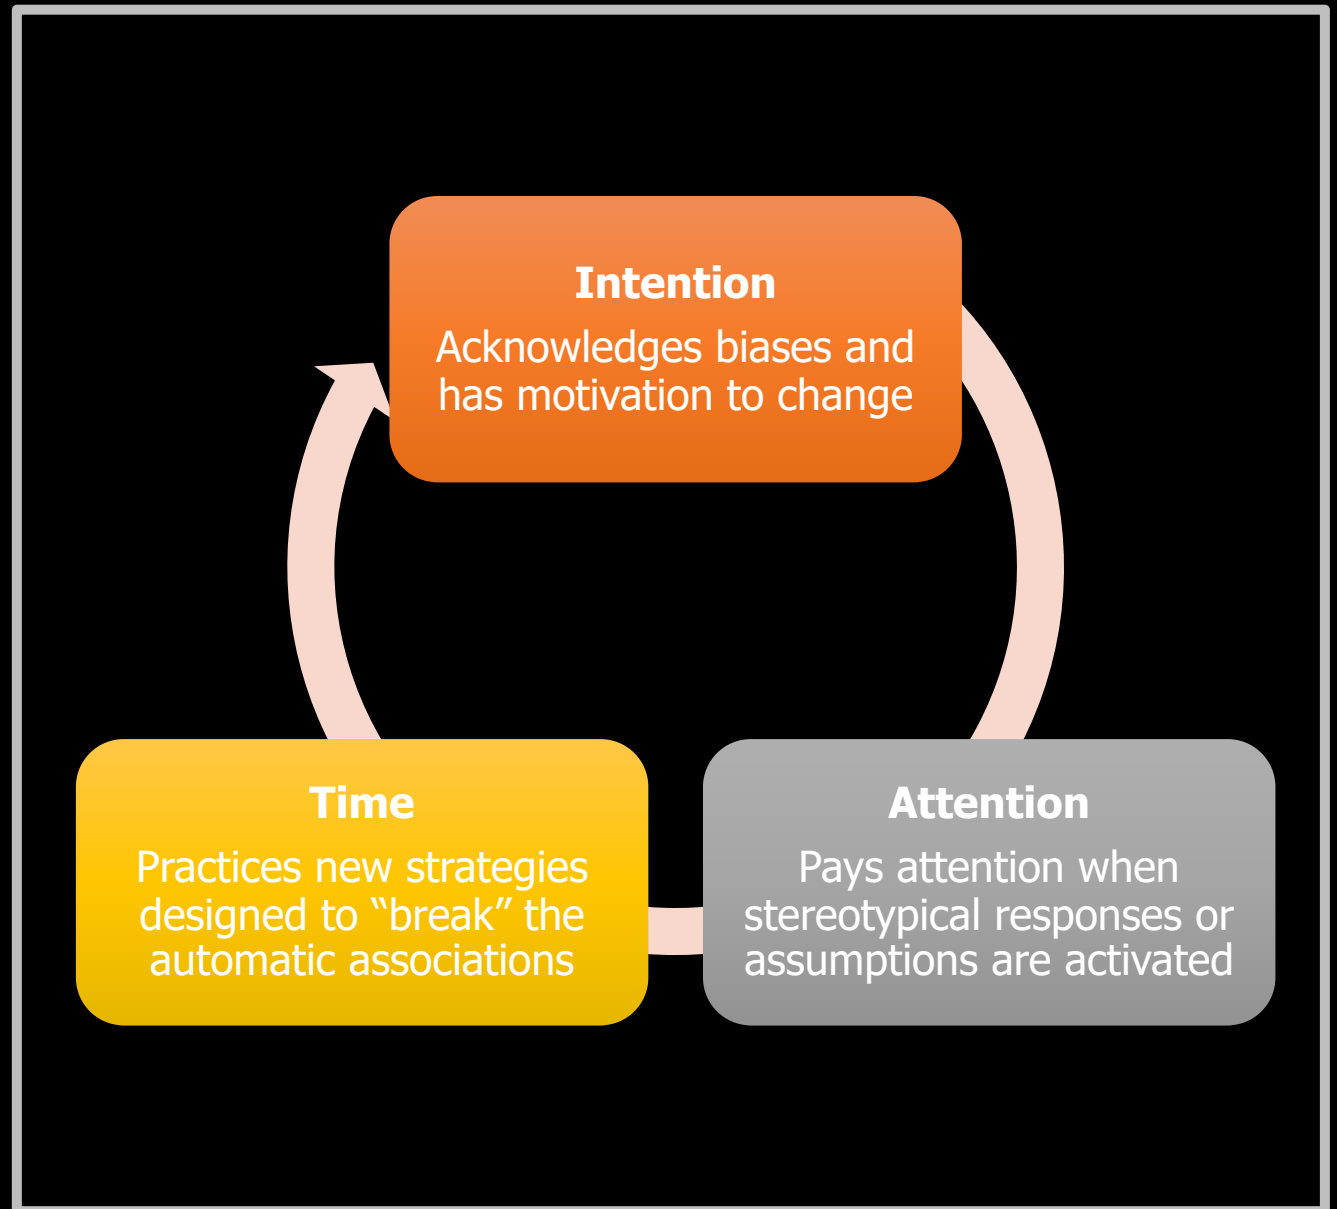 Intention
Acknowledges biases and
has motivation to change
Time
Practices new strategies
designed to “break” the
automatic associations
Attention
Pays attention when
stereotypical responses or
assumptions are activated